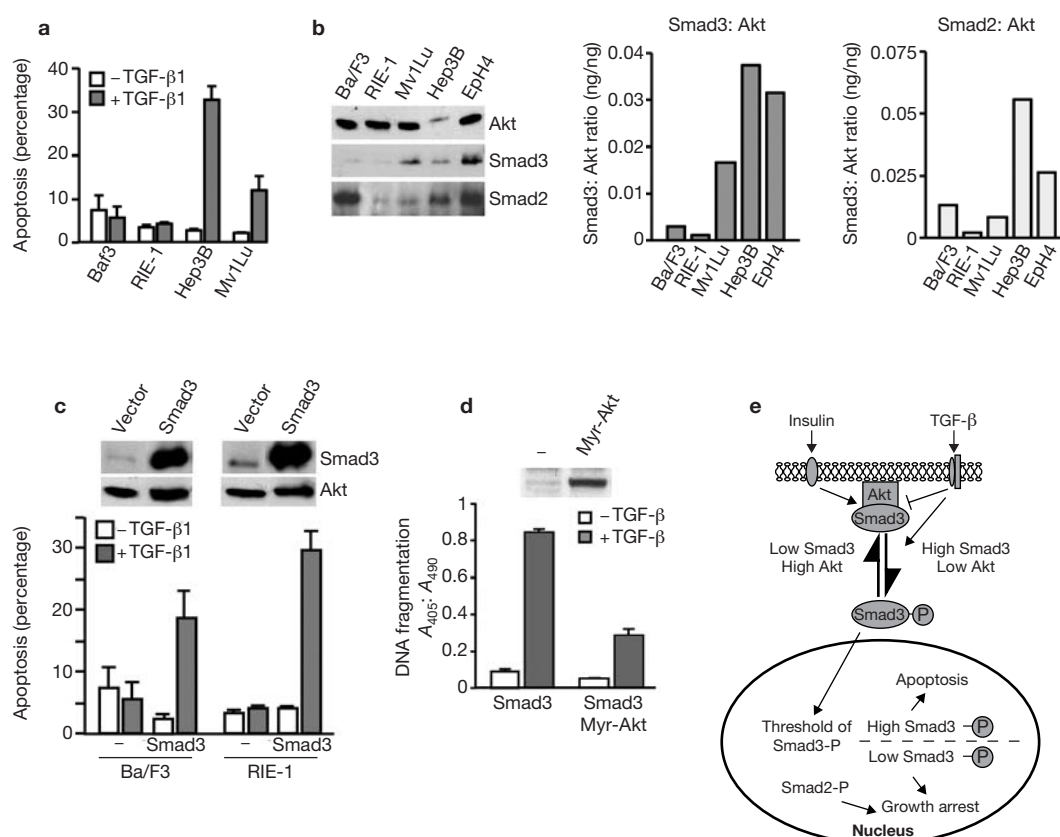 a
Apoptosis (percentage)
40
30
20
10
0
– TGF-β1
+ TGF-β1
Baf3
RIE-1
Hep3B
Mv1Lu
b
Ba/F3
RIE-1
Mv1Lu
Hep3B
EpH4
Akt
Smad3
Smad2
Smad3: Akt
Smad3: Akt ratio (ng/ng)
0.04
0.03
0.02
0.01
0
Ba/F3
RIE-1
Mv1Lu
Hep3B
EpH4
Smad2: Akt
Smad3: Akt ratio (ng/ng)
0.075
0.050
0.025
0
Ba/F3
RIE-1
Mv1Lu
Hep3B
EpH4
c
Vector
Smad3
Vector
Smad3
Smad3
Akt
Apoptosis (percentage)
30
20
10
0
– TGF-β1
+ TGF-β1
– Smad3
– Smad3
Ba/F3
RIE-1
d
– Myr-Akt
DNA fragmentation
A405: A490
1
0.8
0.6
0.4
0.2
0
– TGF-β
+ TGF-β
Smad3
Smad3
Myr-Akt
e
Insulin
TGF-β
Akt
Smad3
Low Smad3
High Akt
High Smad3
Low Akt
Smad3 P
Apoptosis
Threshold of
Smad3-P
High Smad3 P
Low Smad3 P
Smad2-P
Growth arrest
Nucleus